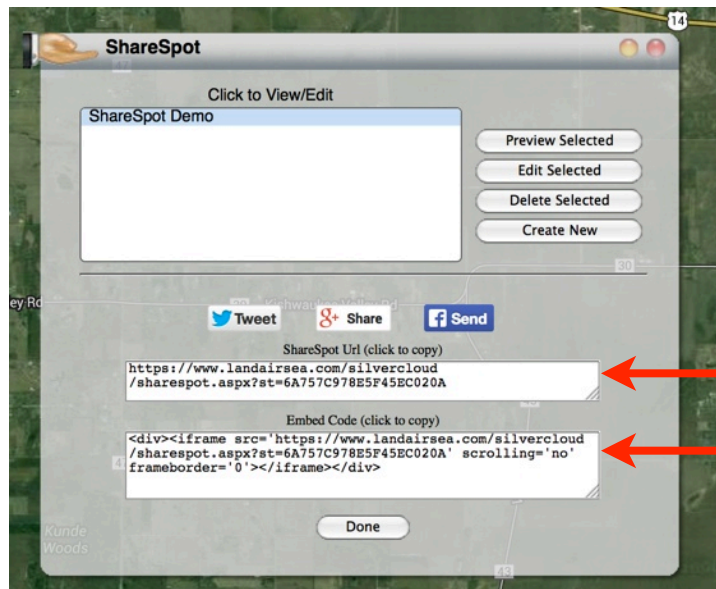 14
ShareSpot
47
Click to View/Edit
ShareSpot Demo
Preview Selected
Edit Selected
Delete Selected
Create New
30
ey Rd
Tweet
g+ Share
f Send
ShareSpot Url (click to copy)
https://www.landairsea.com/silvercloud
/sharespot.aspx?st=6A757C978E5F45EC020A
Embed Code (click to copy)
<div><iframe src='https://www.landairsea.com/silvercloud
/sharespot.aspx?st=6A757C978E5F45EC020A' scrolling='no'
frameborder='0'></iframe></div>
Done
Kunde
Woods
43